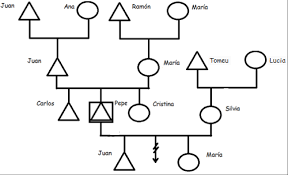 Juan Ana Ramón María
Tomeu Lucía
Juan María
Carlos Pepe Cristina
Silvia
Juan María